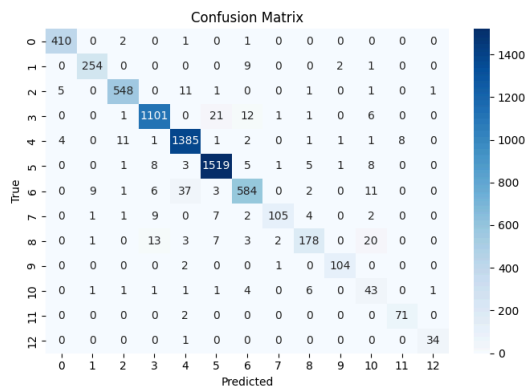 Confusion Matrix
0 410 0 2 0 1 0 1 0 0 0 0 0 0
1 0 254 0 0 0 0 9 0 0 2 1 0 0
2 5 0 548 0 11 1 0 0 1 0 1 0 1
3 0 0 1 1101 0 21 12 1 1 0 6 0 0
4 4 0 11 1 1385 1 2 0 1 1 1 8 0
5 0 0 1 8 3 1519 5 1 5 1 8 0 0
6 0 9 1 6 37 3 584 0 2 0 11 0 0
7 0 1 1 9 0 7 2 105 4 0 2 0 0
8 0 1 0 13 3 7 3 2 178 0 20 0 0
9 0 0 0 0 2 0 0 1 0 104 0 0 0
10 0 1 1 1 1 1 4 0 6 0 43 0 1
11 0 0 0 0 2 0 0 0 0 0 0 71 0
12 0 0 0 0 1 0 0 0 0 0 0 0 34
0 1 2 3 4 5 6 7 8 9 10 11 12
Predicted
True
1400
1200
1000
800
600
400
200
0